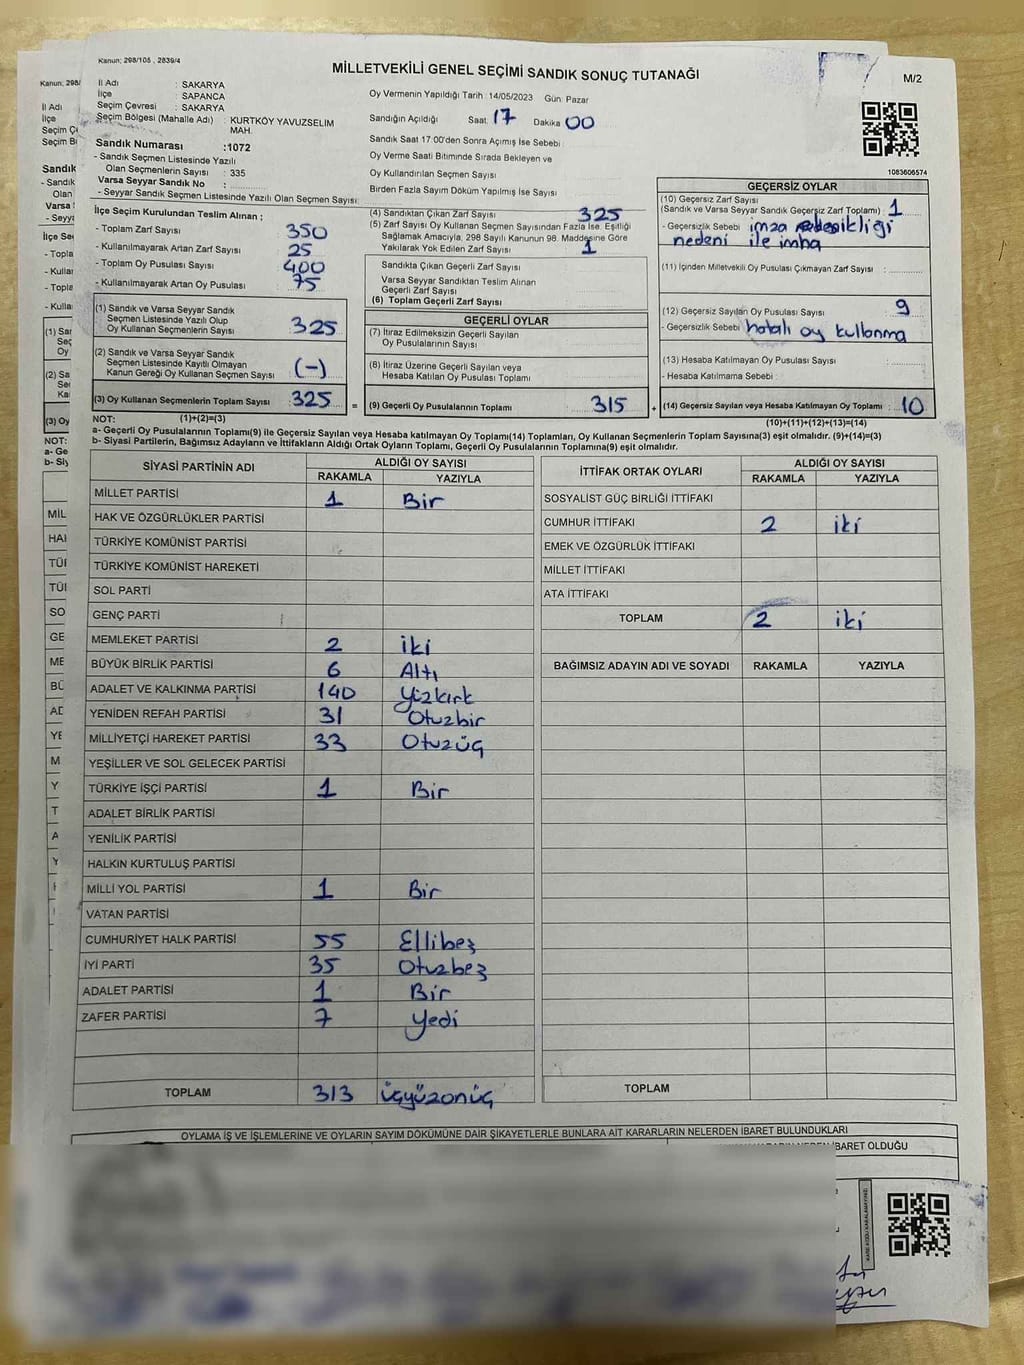 Kanun; 298/105 , 2839/4
MİLLETVEKİLİ GENEL SEÇİMİ SANDIK SONUÇ TUTANAĞI
M/2
İl Adı : SAKARYA
İlçe : SAPANCA
Seçim Çevresi : SAKARYA
Seçim Bölgesi (Mahalle Adı) : KURTKÖY YAVUZSELIM MAH.
Sandık Numarası :1072
- Sandık Seçmen Listesinde Yazılı
Olan Seçmenlerin Sayısı : 335
Varsa Seyyar Sandık No :
- Seyyar Sandık Seçmen Listesinde Yazılı Olan Seçmen Sayısı:
Oy Vermenin Yapıldığı Tarih : 14/05/2023 Gün: Pazar
Sandığın Açıldığı Saat: 17 Dakika 00
Sandık Saat 17:00'den Sonra Açımış İse Sebebi :
Oy Verme Saati Bitiminde Sırada Bekleyen ve
Oy Kullandırılan Seçmen Sayısı :
Birden Fazla Sayım Döküm Yapılmış İse Sayısı :
1083606574
İlçe Seçim Kurulundan Teslim Alınan ;
- Toplam Zarf Sayısı : 350
- Kullanılmayarak Artan Zarf Sayısı : 25
- Toplam Oy Pusulası Sayısı : 400
- Kullanılmayarak Artan Oy Pusulası : 75
(1) Sandık ve Varsa Seyyar Sandık
Seçmen Listesinde Yazılı Olup
Oy Kullanan Seçmenlerin Sayısı : 325
(2) Sandık ve Varsa Seyyar Sandık
Seçmen Listesinde Kayıtlı Olmayan
Kanun Gereği Oy Kullanan Seçmen Sayısı : (-)
(3) Oy Kullanan Seçmenlerin Toplam Sayısı : 325
(4) Sandıktan Çıkan Zarf Sayısı : 325
(5) Zarf Sayısı Oy Kullanan Seçmen Sayısından Fazla İse, Eşitliği
Sağlamak Amacıyla, 298 Sayılı Kanunun 98. Maddesine Göre
Yakılarak Yok Edilen Zarf Sayısı : 1
Sandıkta Çıkan Geçerli Zarf Sayısı :
Varsa Seyyar Sandıktan Teslim Alınan
Geçerli Zarf Sayısı :
(6) Toplam Geçerli Zarf Sayısı :
GEÇERLİ OYLAR
(7) İtiraz Edilmeksizin Geçerli Sayılan
Oy Pusulalarının Sayısı :
(8) İtiraz Üzerine Geçerli Sayılan veya
Hesaba Katılan Oy Pusulası Toplamı :
= (9) Geçerli Oy Pusulalarının Toplamı : 315
GEÇERSİZ OYLAR
(10) Geçersiz Zarf Sayısı
(Sandık ve Varsa Seyyar Sandık Geçersiz Zarf Toplamı) : 1
- Geçersizlik Sebebi : imza eksikliği
nedeni ile imha
(11) İçinden Milletvekili Oy Pusulası Çıkmayan Zarf Sayısı :
(12) Geçersiz Sayılan Oy Pusulası Sayısı : 9
- Geçersizlik Sebebi : hatalı oy kullanma
(13) Hesaba Katılmayan Oy Pusulası Sayısı :
- Hesaba Katılmama Sebebi :
+ (14) Geçersiz Sayılan veya Hesaba Katılmayan Oy Toplamı : 10
NOT: (1)+(2)=(3)
(10)+(11)+(12)+(13)=(14)
a- Geçerli Oy Pusulalarının Toplamı(9) ile Geçersiz Sayılan veya Hesaba katılmayan Oy Toplamı(14) Toplamları, Oy Kullanan Seçmenlerin Toplam Sayısına(3) eşit olmalıdır. (9)+(14)=(3)
b- Siyasi Partilerin, Bağımsız Adayların ve İttifakların Aldığı Ortak Oyların Toplamı, Geçerli Oy Pusulalarının Toplamına(9) eşit olmalıdır.
SİYASİ PARTİNİN ADI ALDIĞI OY SAYISI
RAKAMLA YAZIYLA
MİLLET PARTİSİ 1 Bir
HAK VE ÖZGÜRLÜKLER PARTİSİ
TÜRKİYE KOMÜNİST PARTİSİ
TÜRKİYE KOMÜNİST HAREKETİ
SOL PARTİ
GENÇ PARTİ
MEMLEKET PARTİSİ 2 iki
BÜYÜK BİRLİK PARTİSİ 6 Altı
ADALET VE KALKINMA PARTİSİ 140 Yüzkırk
YENİDEN REFAH PARTİSİ 31 Otuzbir
MİLLİYETÇİ HAREKET PARTİSİ 33 Otuzüç
YEŞİLLER VE SOL GELECEK PARTİSİ
TÜRKİYE İŞÇİ PARTİSİ 1 Bir
ADALET BİRLİK PARTİSİ
YENİLİK PARTİSİ
HALKIN KURTULUŞ PARTİSİ
MİLLİ YOL PARTİSİ 1 Bir
VATAN PARTİSİ
CUMHURİYET HALK PARTİSİ 55 Ellibeş
İYİ PARTİ 35 Otuzbeş
ADALET PARTİSİ 1 Bir
ZAFER PARTİSİ 7 Yedi
TOPLAM 313 üçyüzonüç
İTTİFAK ORTAK OYLARI ALDIĞI OY SAYISI
RAKAMLA YAZIYLA
SOSYALIST GÜÇ BİRLİĞİ İTTİFAKI
CUMHUR İTTİFAKI 2 iki
EMEK VE ÖZGÜRLÜK İTTİFAKI
MİLLET İTTİFAKI
ATA İTTİFAKI
TOPLAM 2 iki
BAĞIMSIZ ADAYIN ADI VE SOYADI RAKAMLA YAZIYLA
TOPLAM
OYLAMA İŞ VE İŞLEMLERİNE VE OYLARIN SAYIM DÖKÜMÜNE DAİR ŞİKAYETLERLE BUNLARA AİT KARARLARIN NELERDEN İBARET BULUNDUKLARI
İBARET OLDUĞU